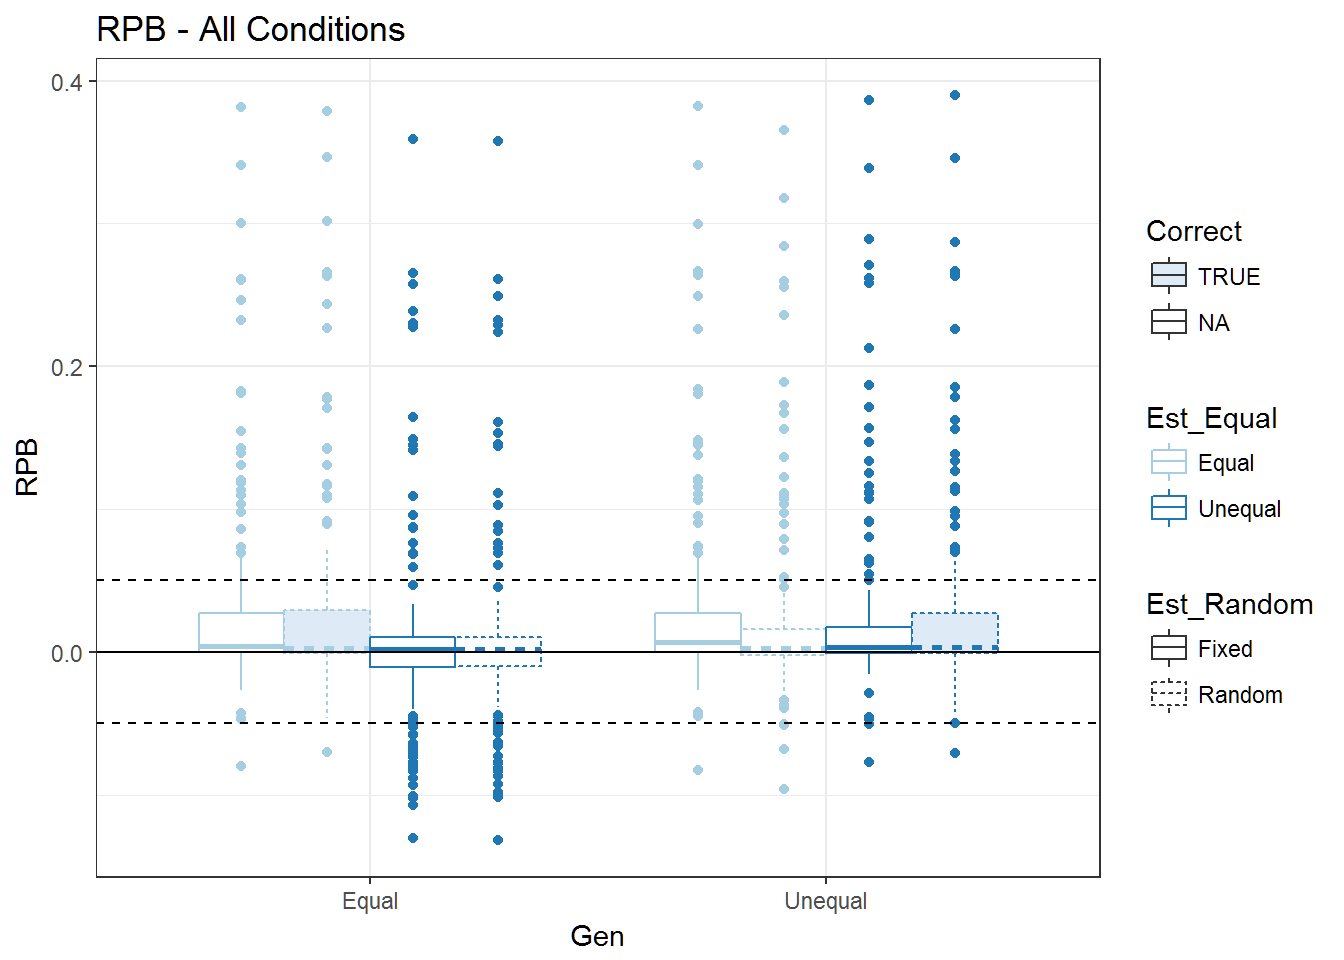 RPB - All Conditions
0.4
0.2
0.0
RPB
Equal
Unequal
Gen
Correct
TRUE
NA
Est_Equal
Equal
Unequal
Est_Random
Fixed
Random